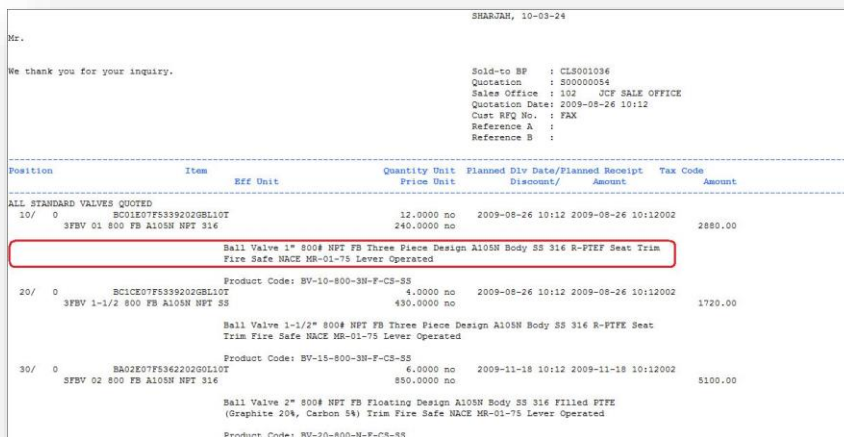 SHARJAH, 10-03-24
Mr.
We thank you for your inquiry.
Sold-to BP : CLS001036
Quotation : S00000054
Sales Office : 102 JCF SALE OFFICE
Quotation Date: 2009-08-26 10:12
Cust RFQ No. : FAX
Reference A :
Reference B :
Position Item Quantity Unit Planned Dlv Date/Planned Receipt Tax Code
Eff Unit Price Unit Discount/ Amount Amount
ALL STANDARD VALVES QUOTED
10/ 0 BC01E07F5339202GBL10T 12.0000 no 2009-08-26 10:12 2009-08-26 10:12002
3FBV 01 800 FB A105N NPT 316 240.0000 no 2880.00
Ball Valve 1" 800# NPT FB Three Piece Design A105N Body SS 316 R-PTEF Seat Trim
Fire Safe NACE MR-01-75 Lever Operated
Product Code: BV-10-800-3N-F-CS-SS
20/ 0 BC1CE07F5339202GBL10T 4.0000 no 2009-08-26 10:12 2009-08-26 10:12002
3FBV 1-1/2 800 FB A105N NPT SS 430.0000 no 1720.00
Ball Valve 1-1/2" 800# NPT FB Three Piece Design A105N Body SS 316 R-PTFE Seat
Trim Fire Safe NACE MR-01-75 Lever Operated
Product Code: BV-15-800-3N-F-CS-SS
30/ 0 BA02E07F5362202G0L10T 6.0000 no 2009-11-18 10:12 2009-11-18 10:12002
SFBV 02 800 FB A105N NPT 316 850.0000 no 5100.00
Ball Valve 2" 800# NPT FB Floating Design A105N Body SS 316 FIlled PTFE
(Graphite 20%, Carbon 5%) Trim Fire Safe NACE MR-01-75 Lever Operated
Product Code: BV-20-800-N-F-CS-SS